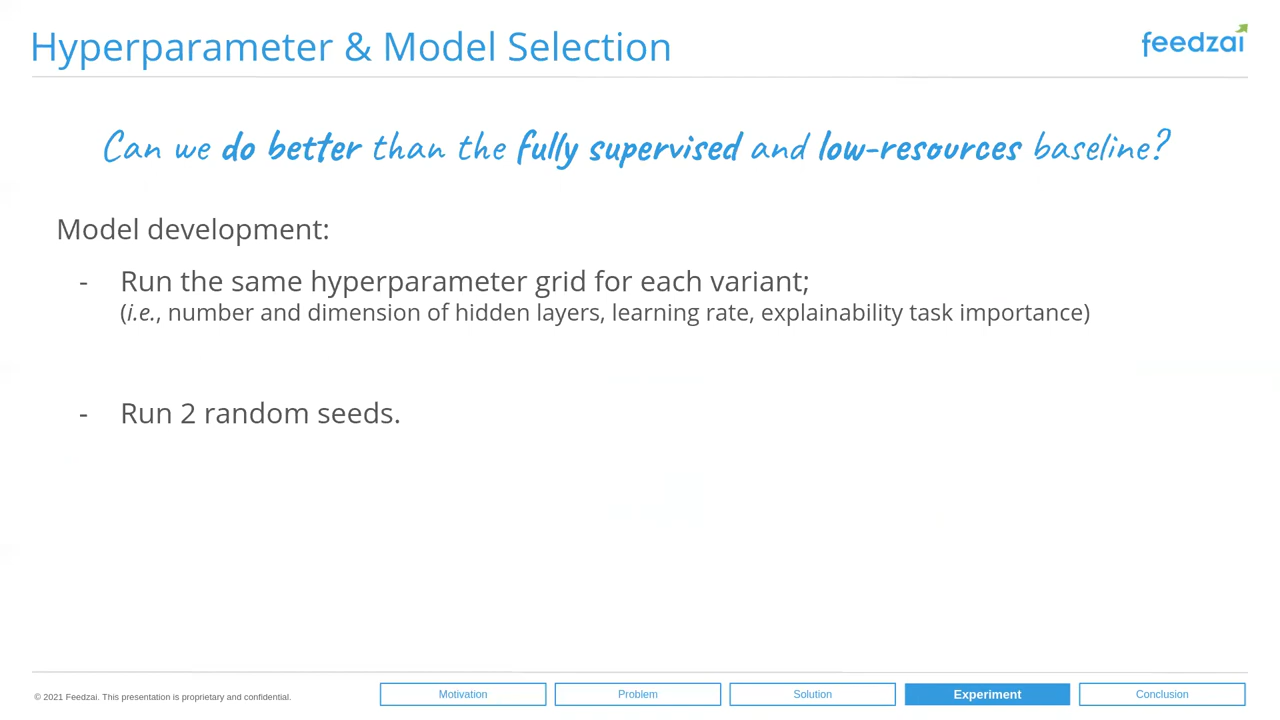 Hyperparameter & Model Selection
feedzai
Can we do better than the fully supervised and low-resources baseline?
Model development:
- Run the same hyperparameter grid for each variant;
(i.e., number and dimension of hidden layers, learning rate, explainability task importance)
- Run 2 random seeds.
© 2021 Feedzai. This presentation is proprietary and confidential.
Motivation
Problem
Solution
Experiment
Conclusion